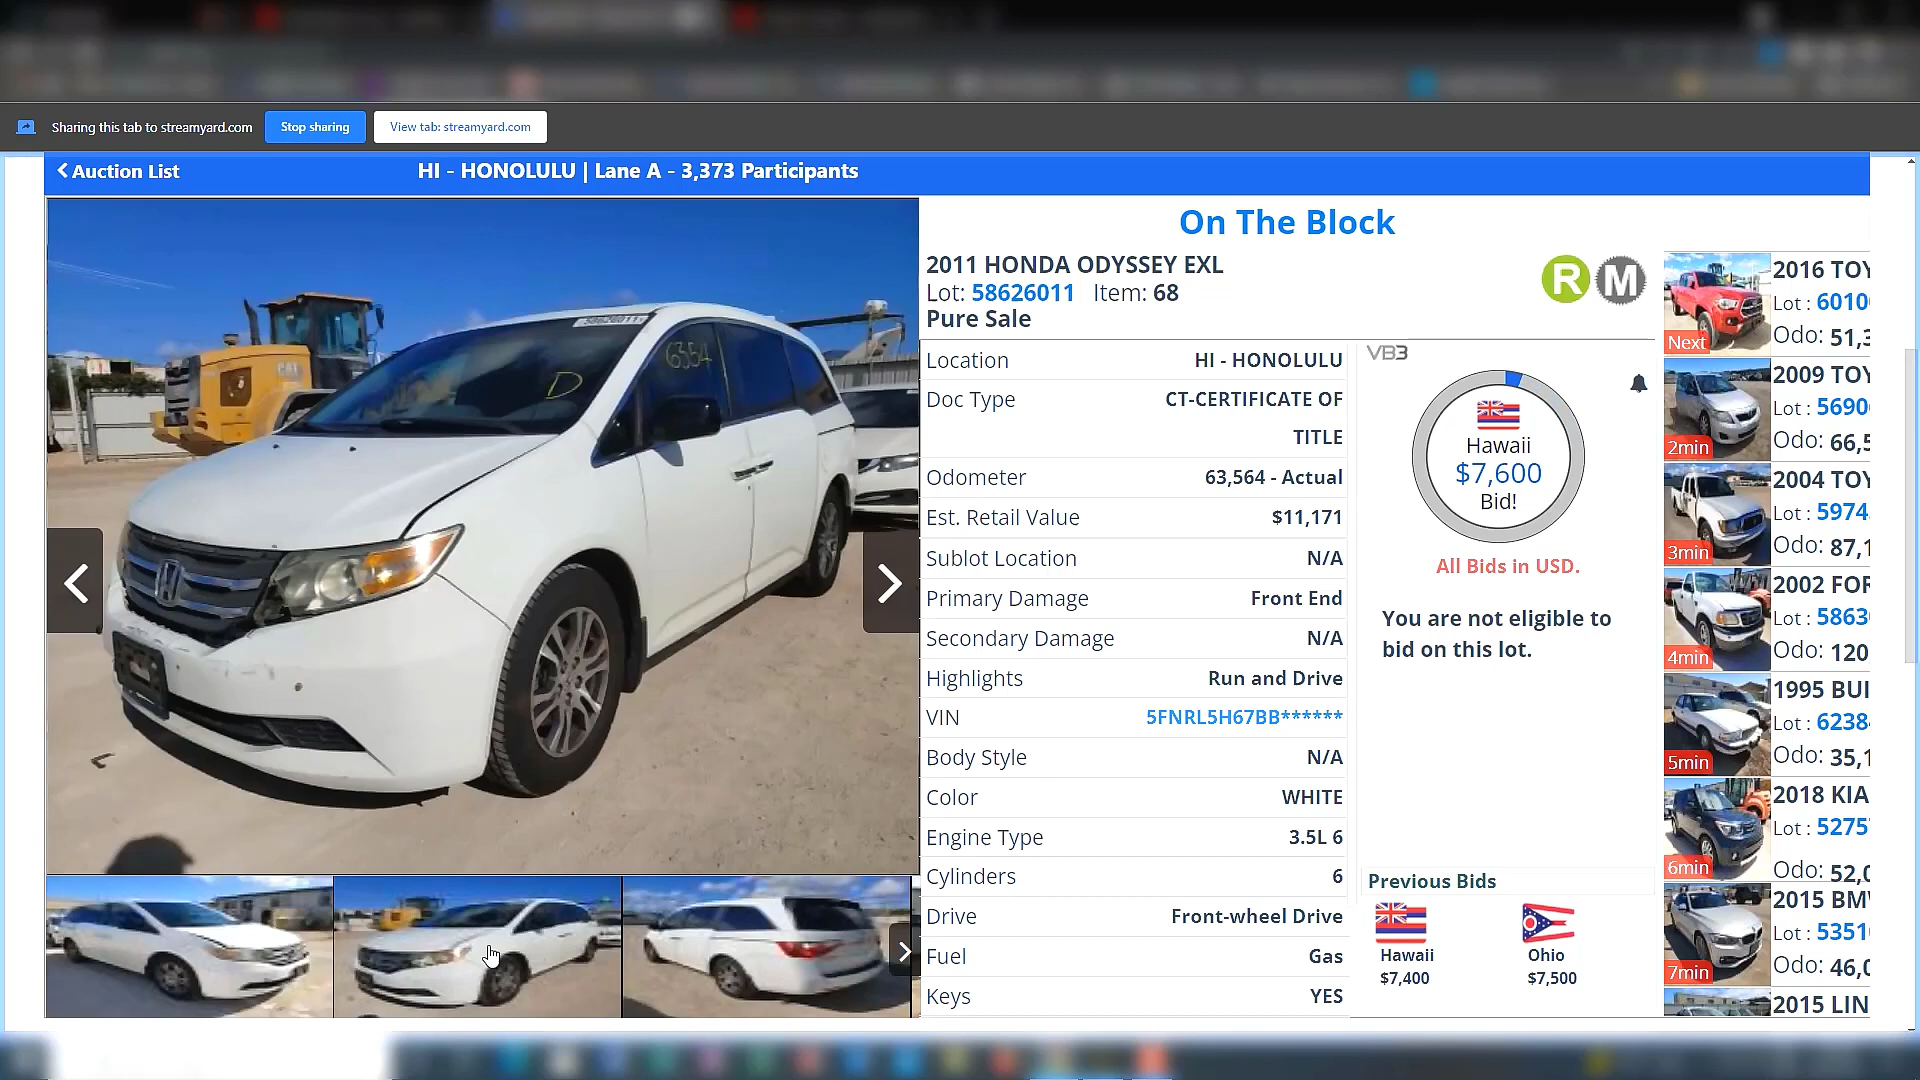 Sharing this tab to streamyard.com
Stop sharing
View tab: streamyard.com
Auction List
HI - HONOLULU | Lane A - 3,373 Participants
On The Block
2011 HONDA ODYSSEY EXL
Lot: 58626011 Item: 68
Pure Sale
R M
Location HI - HONOLULU
Doc Type CT-CERTIFICATE OF
TITLE
Odometer 63,564 - Actual
Est. Retail Value $11,171
Sublot Location N/A
Primary Damage Front End
Secondary Damage N/A
Highlights Run and Drive
VIN 5FNRL5H67BB******
Body Style N/A
Color WHITE
Engine Type 3.5L 6
Cylinders 6
Drive Front-wheel Drive
Fuel Gas
Keys YES
VB3
Hawaii
$7,600
Bid!
All Bids in USD.
You are not eligible to
bid on this lot.
Previous Bids
Hawaii
$7,400
Ohio
$7,500
2016 TOY
Lot : 6010
Odo: 51,3
Next
2009 TOY
Lot : 5690
Odo: 66,5
2min
2004 TOY
Lot : 5974
Odo: 87,1
3min
2002 FOR
Lot : 5863
Odo: 120
4min
1995 BUI
Lot : 6238
Odo: 35,1
5min
2018 KIA
Lot : 5275
Odo: 52,0
6min
2015 BMW
Lot : 5351
Odo: 46,0
7min
2015 LIN
58626011
6354
D
CAT